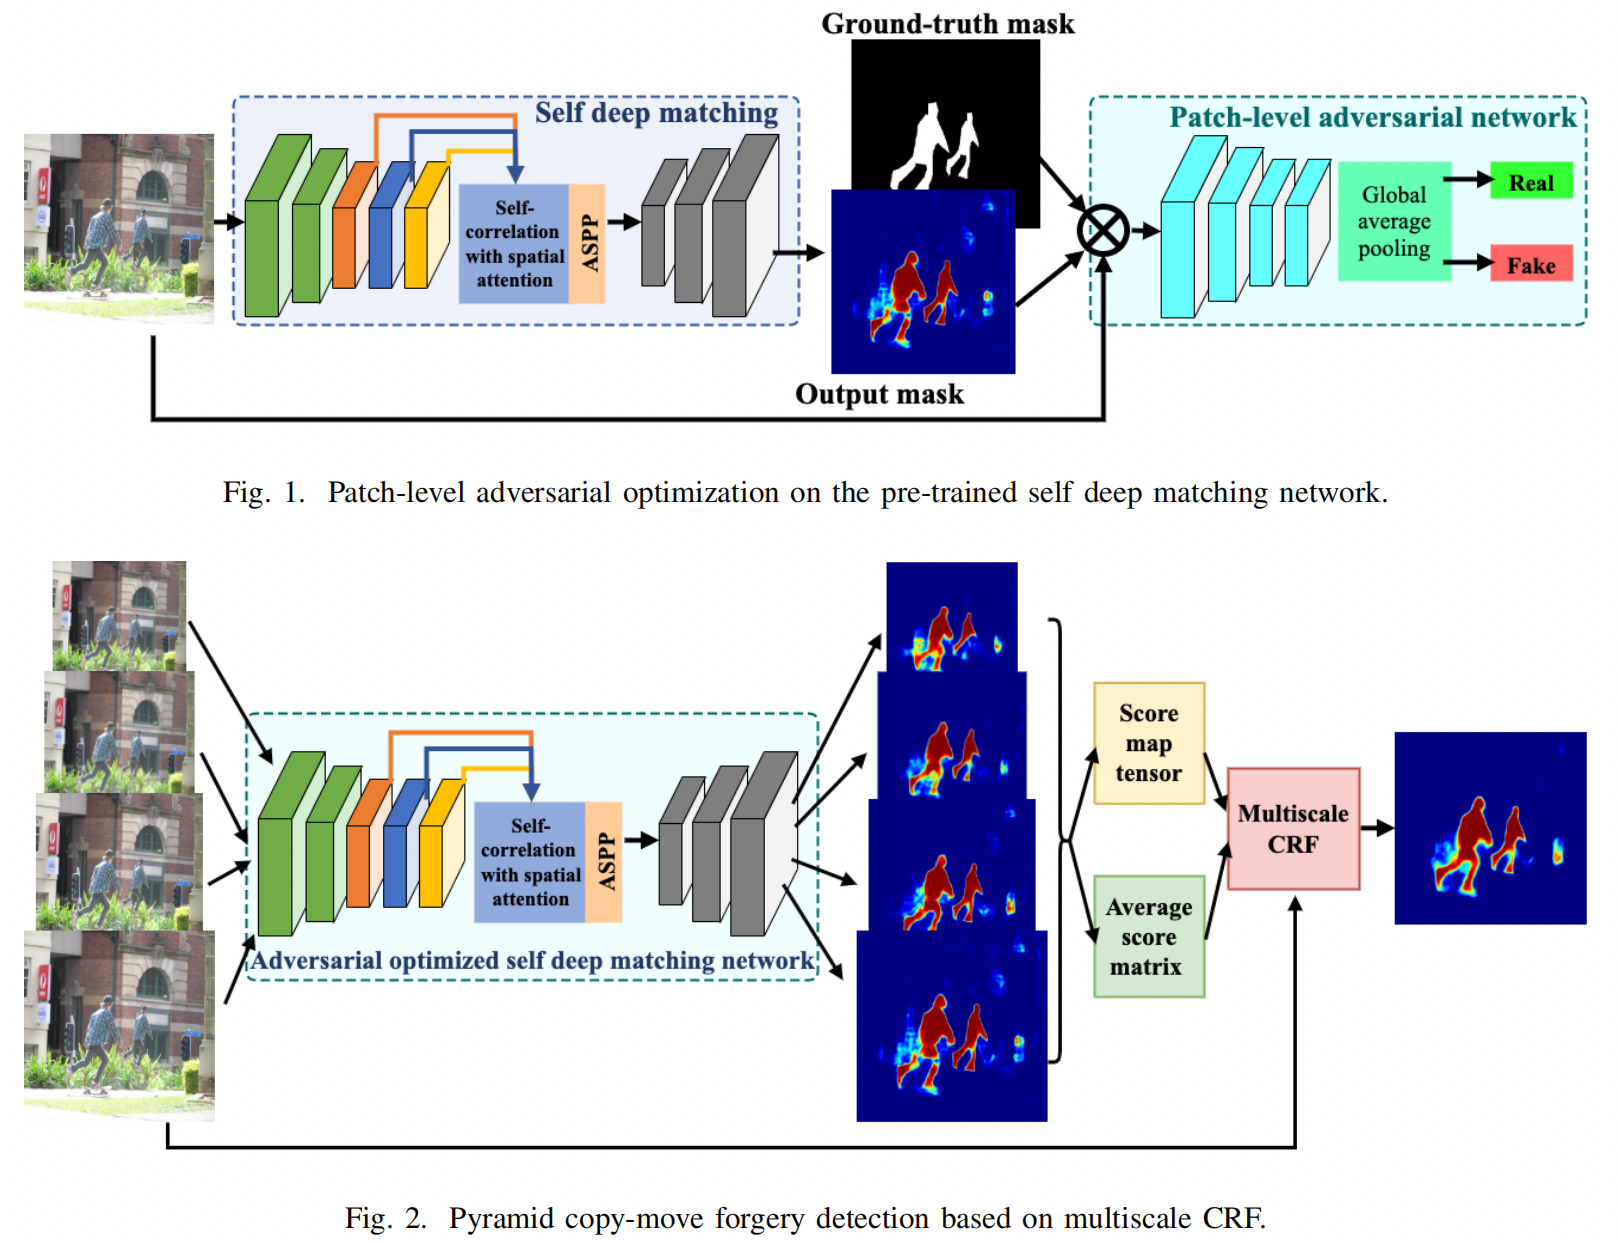 Ground-truth mask
Self deep matching
Patch-level adversarial network
Self-
correlation
with spatial
attention
ASPP
Global
average
pooling
Real
Fake
Output mask
Fig. 1. Patch-level adversarial optimization on the pre-trained self deep matching network.
Score
map
tensor
Self-
correlation
with spatial
attention
ASPP
Multiscale
CRF
Average
score
matrix
Adversarial optimized self deep matching network
Fig. 2. Pyramid copy-move forgery detection based on multiscale CRF.